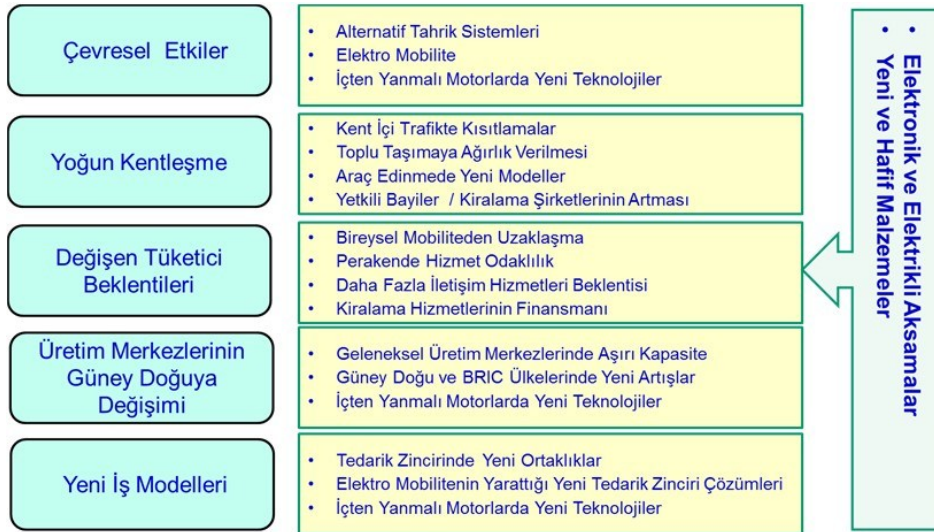 Çevresel Etkiler
• Alternatif Tahrik Sistemleri
• Elektro Mobilite
• İçten Yanmalı Motorlarda Yeni Teknolojiler
Yoğun Kentleşme
• Kent İçi Trafikte Kısıtlamalar
• Toplu Taşımaya Ağırlık Verilmesi
• Araç Edinmede Yeni Modeller
• Yetkili Bayiler / Kiralama Şirketlerinin Artması
Değişen Tüketici
Beklentileri
• Bireysel Mobiliteden Uzaklaşma
• Perakende Hizmet Odaklılık
• Daha Fazla İletişim Hizmetleri Beklentisi
• Kiralama Hizmetlerinin Finansmanı
Üretim Merkezlerinin
Güney Doğuya
Değişimi
• Geleneksel Üretim Merkezlerinde Aşırı Kapasite
• Güney Doğu ve BRIC Ülkelerinde Yeni Artışlar
• İçten Yanmalı Motorlarda Yeni Teknolojiler
Yeni İş Modelleri
• Tedarik Zincirinde Yeni Ortaklıklar
• Elektro Mobilitenin Yarattığı Yeni Tedarik Zinciri Çözümleri
• İçten Yanmalı Motorlarda Yeni Teknolojiler
• Elektronik ve Elektrikli Aksamalar
• Yeni ve Hafif Malzemeler